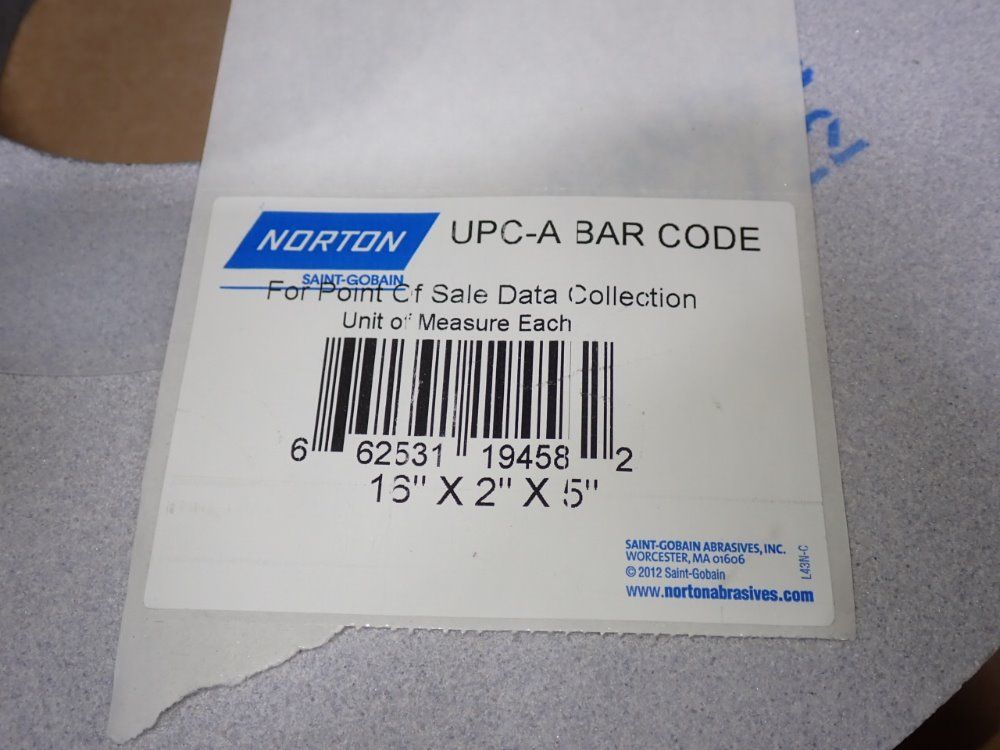 NORTON
SAINT-GOBAIN
UPC-A BAR CODE
For Point Of Sale Data Collection
Unit of Measure Each
6 62531 19458 2
16" X 2" X 5"
SAINT-GOBAIN ABRASIVES, INC.
WORCESTER, MA 01606
© 2012 Saint-Gobain
www.nortonabrasives.com
L43N-C